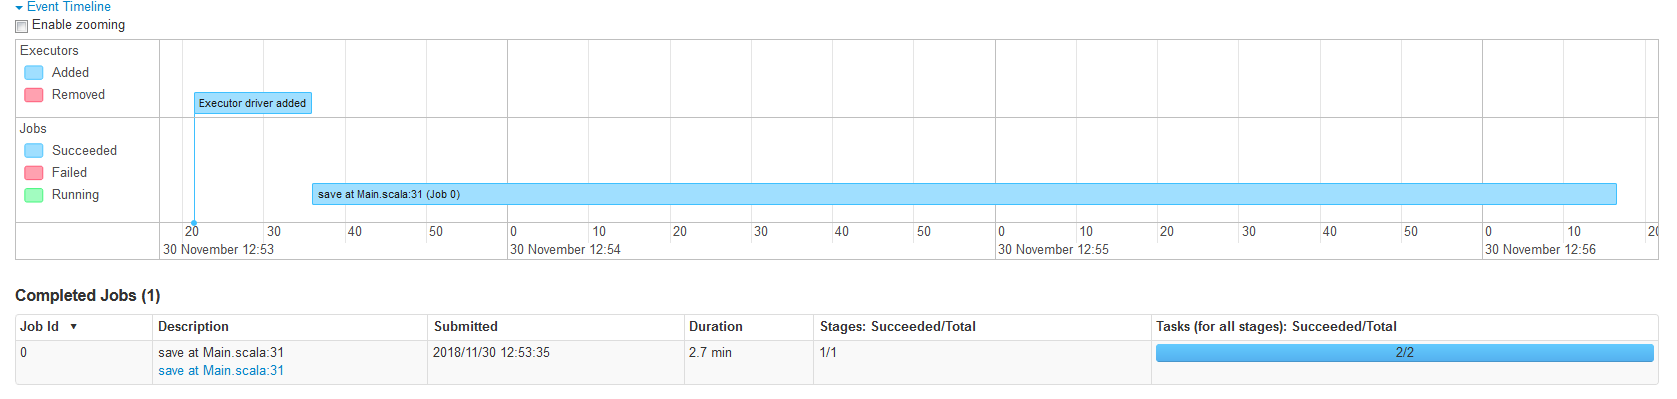 Event Timeline
Enable zooming
Executors
Added
Removed
Executor driver added
Jobs
Succeeded
Failed
Running
save at Main.scala:31 (Job 0)
20 30 40 50 0 10 20 30 40 50 0 10 20 30 40 50 0 10 20
30 November 12:53 30 November 12:54 30 November 12:55 30 November 12:56
Completed Jobs (1)
Job Id ▼ Description Submitted Duration Stages: Succeeded/Total Tasks (for all stages): Succeeded/Total
0 save at Main.scala:31 2018/11/30 12:53:35 2.7 min 1/1 2/2
save at Main.scala:31